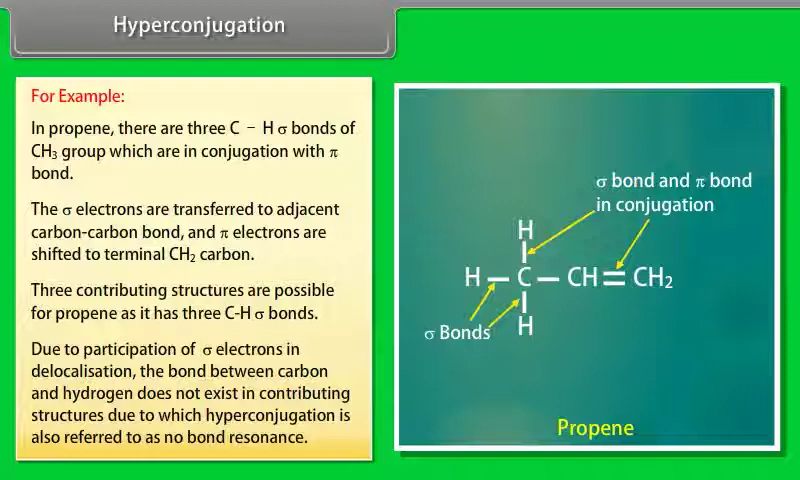 Hyperconjugation
For Example:
In propene, there are three C – H σ bonds of
CH₃ group which are in conjugation with π
bond.
The σ electrons are transferred to adjacent
carbon-carbon bond, and π electrons are
shifted to terminal CH₂ carbon.
Three contributing structures are possible
for propene as it has three C-H σ bonds.
Due to participation of σ electrons in
delocalisation, the bond between carbon
and hydrogen does not exist in contributing
structures due to which hyperconjugation is
also referred to as no bond resonance.
σ bond and π bond
in conjugation
H
H – C – CH = CH₂
H
σ Bonds
Propene